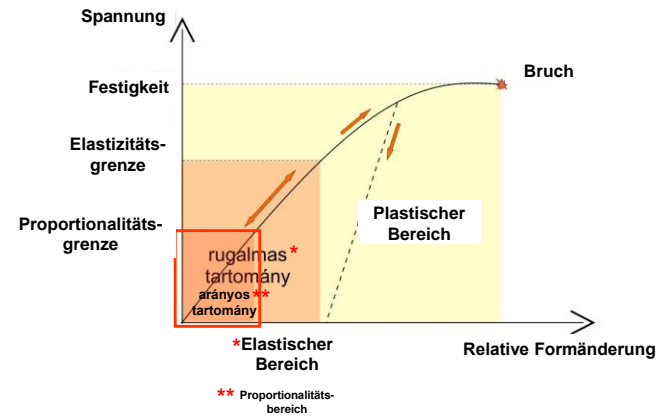 Spannung
Bruch
Festigkeit
Elastizitäts-
grenze
Proportionalitäts-
grenze
Plastischer
Bereich
rugalmas *
tartomány
arányos **
tartomány
*Elastischer
Bereich
Relative Formänderung
** Proportionalitäts-
bereich